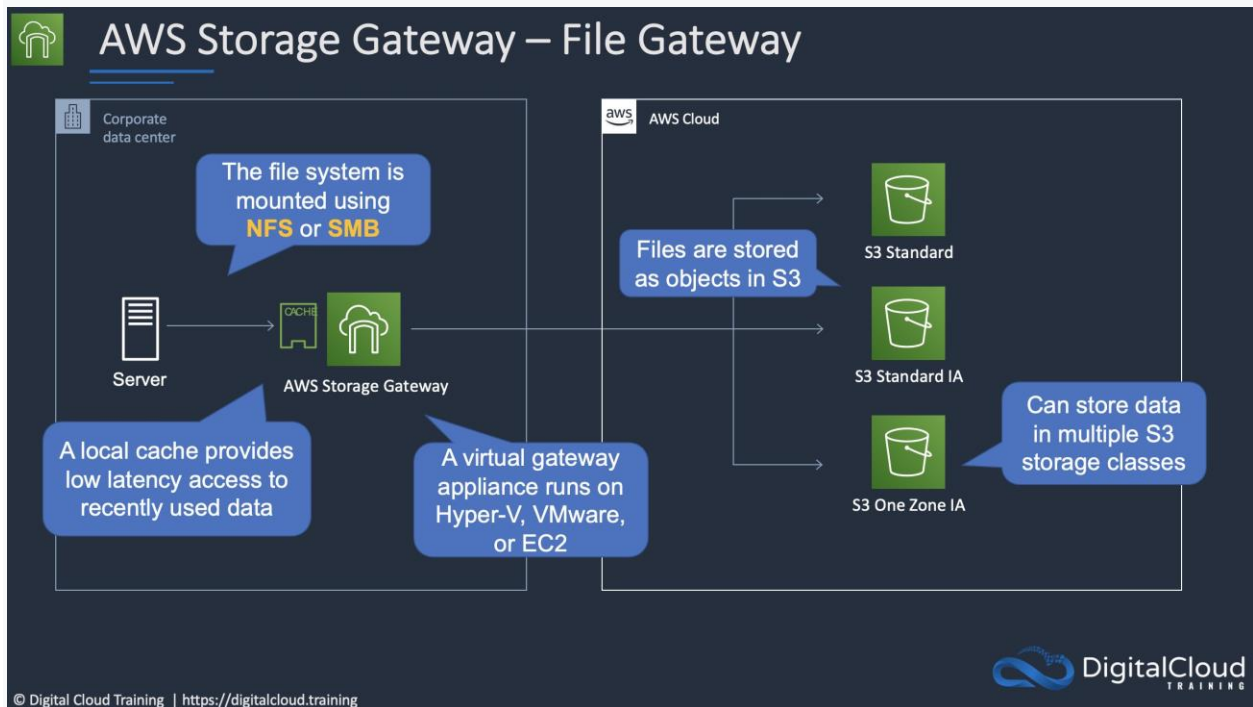 AWS Storage Gateway – File Gateway
Corporate
data center
The file system is
mounted using
NFS or SMB
CACHE
Server
AWS Storage Gateway
A local cache provides
low latency access to
recently used data
A virtual gateway
appliance runs on
Hyper-V, VMware,
or EC2
aws
AWS Cloud
Files are stored
as objects in S3
S3 Standard
S3 Standard IA
S3 One Zone IA
Can store data
in multiple S3
storage classes
DigitalCloud
TRAINING
© Digital Cloud Training | https://digitalcloud.training